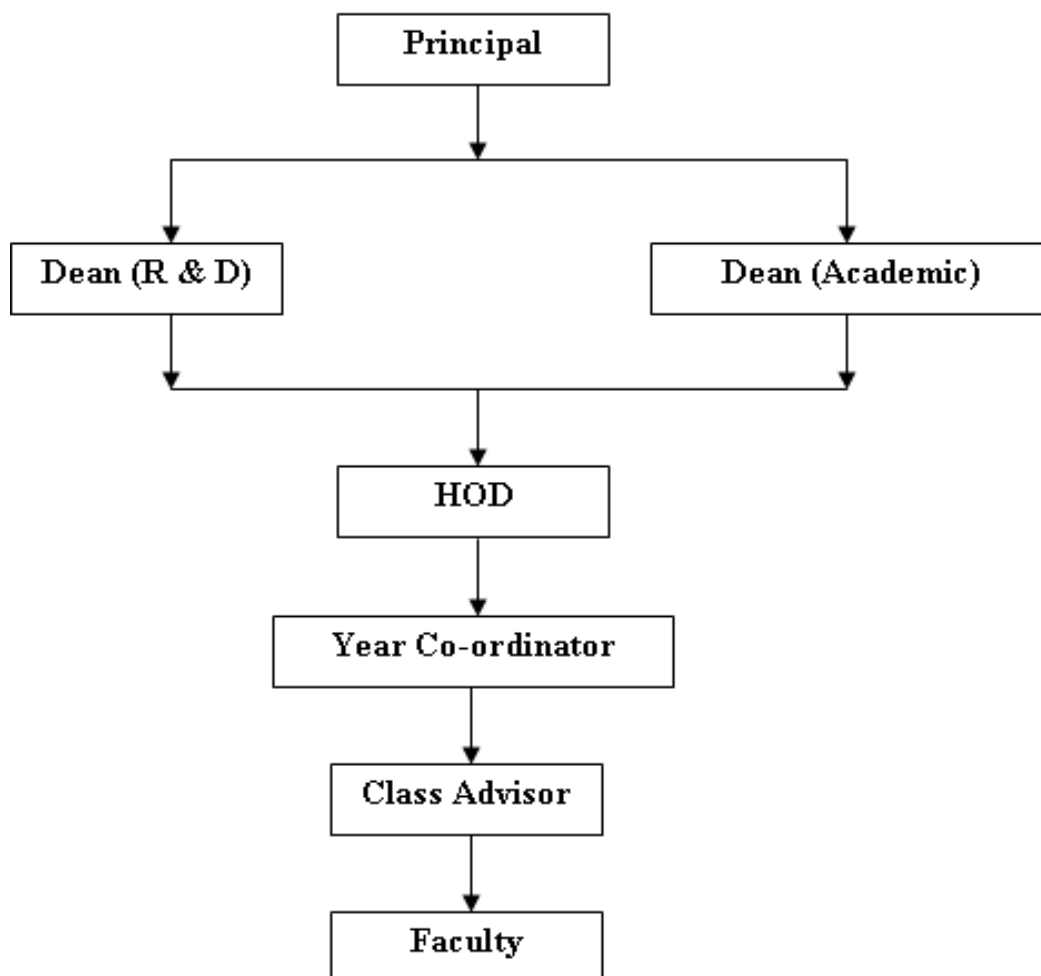 Principal
Dean (R & D)
Dean (Academic)
HOD
Year Co-ordinator
Class Advisor
Faculty